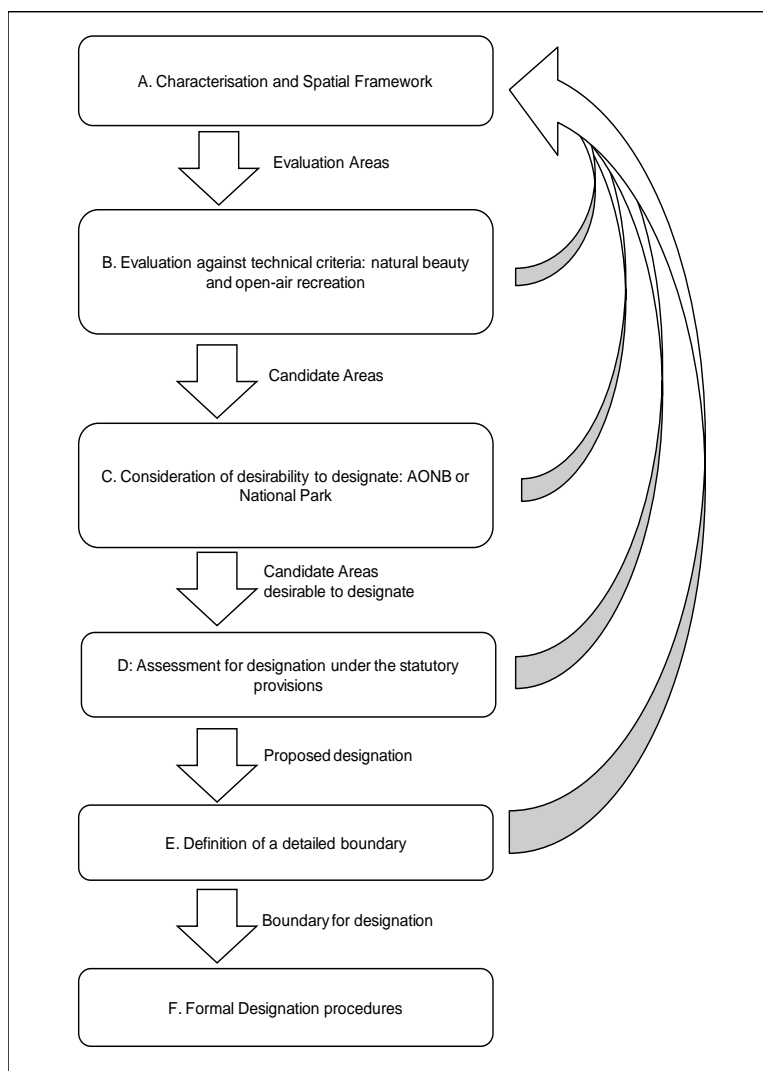 A. Characterisation and Spatial Framework
Evaluation Areas
B. Evaluation against technical criteria: natural beauty
and open-air recreation
Candidate Areas
C. Consideration of desirability to designate: AONB or
National Park
Candidate Areas
desirable to designate
D: Assessment for designation under the statutory
provisions
Proposed designation
E. Definition of a detailed boundary
Boundary for designation
F. Formal Designation procedures